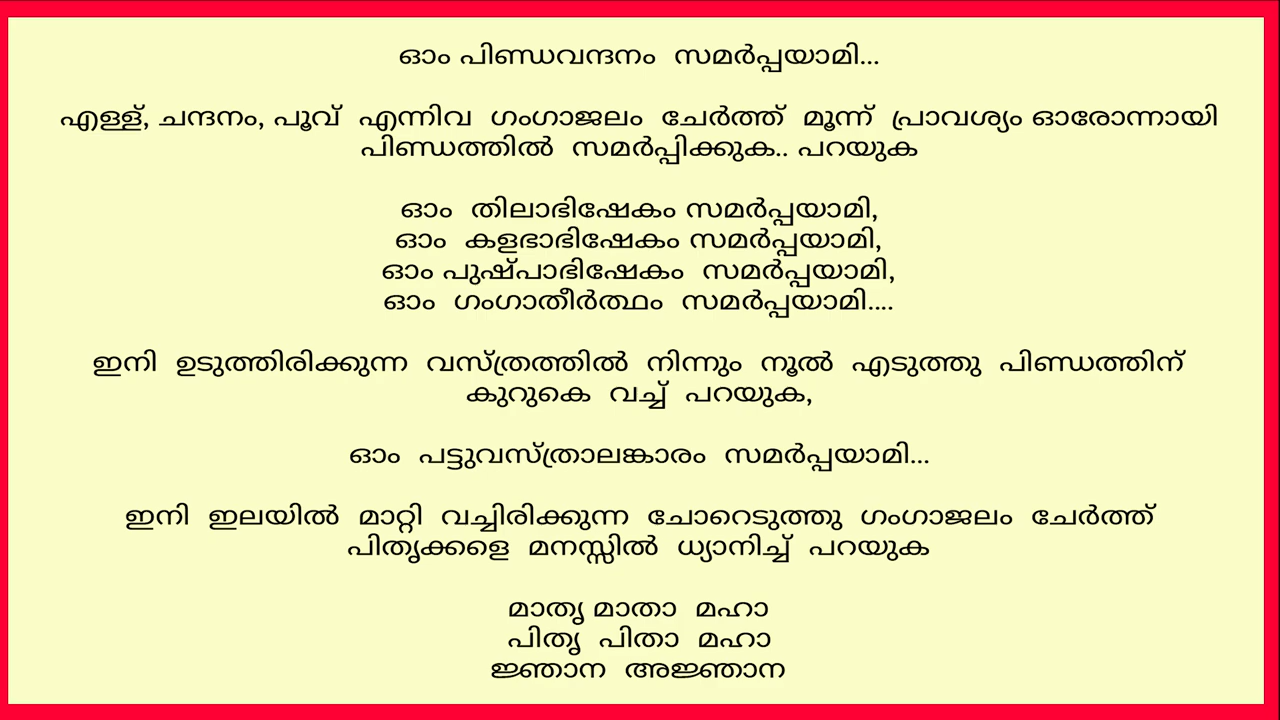 ഓം പിണ്ഡവന്ദനം സമർപ്പയാമി...
എള്ള്, ചന്ദനം, പൂവ് എന്നിവ ഗംഗാജലം ചേർത്ത് മൂന്ന് പ്രാവശ്യം ഓരോന്നായി
പിണ്ഡത്തിൽ സമർപ്പിക്കുക.. പറയുക
ഓം തിലാഭിഷേകം സമർപ്പയാമി,
ഓം കളഭാഭിഷേകം സമർപ്പയാമി,
ഓം പുഷ്പാഭിഷേകം സമർപ്പയാമി,
ഓം ഗംഗാതീർത്ഥം സമർപ്പയാമി....
ഇനി ഉടുത്തിരിക്കുന്ന വസ്ത്രത്തിൽ നിന്നും നൂൽ എടുത്തു പിണ്ഡത്തിന്
കുറുകെ വച്ച് പറയുക,
ഓം പട്ടുവസ്ത്രാലങ്കാരം സമർപ്പയാമി...
ഇനി ഇലയിൽ മാറ്റി വച്ചിരിക്കുന്ന ചോറെടുത്തു ഗംഗാജലം ചേർത്ത്
പിതൃക്കളെ മനസ്സിൽ ധ്യാനിച്ച് പറയുക
മാതൃ മാതാ മഹാ
പിതൃ പിതാ മഹാ
ജ്ഞാന അജ്ഞാന